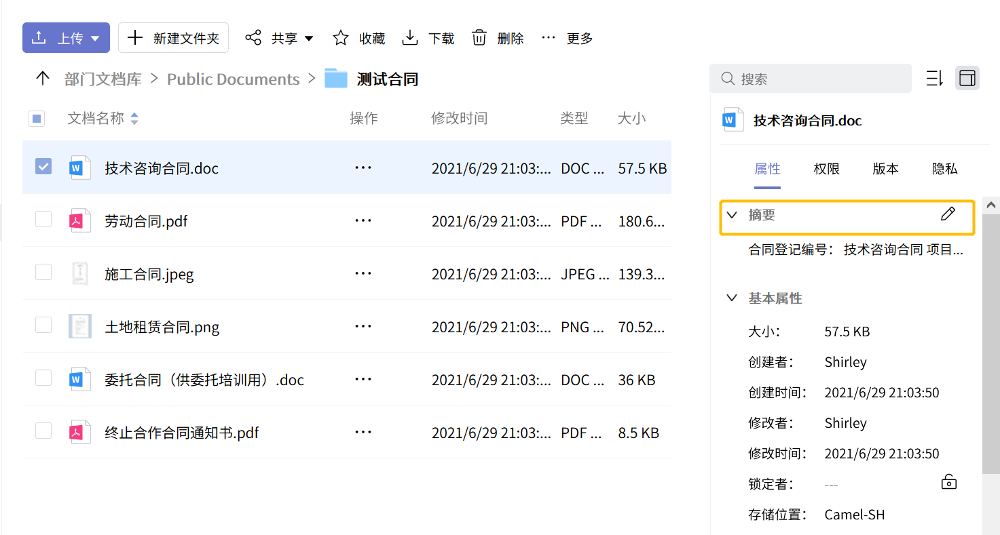 上传 新建文件夹 共享 收藏 下载 删除 ··· 更多
部门文档库 > Public Documents > 测试合同
搜索
文档名称 操作 修改时间 类型 大小
技术咨询合同.doc ··· 2021/6/29 21:03:... DOC ... 57.5 KB
劳动合同.pdf ··· 2021/6/29 21:03:... PDF ... 180.6...
施工合同.jpeg ··· 2021/6/29 21:03:... JPEG ... 139.3...
土地租赁合同.png ··· 2021/6/29 21:03:... PNG ... 70.52...
委托合同（供委托培训用）.doc ··· 2021/6/29 21:03:... DOC ... 36 KB
终止合作合同通知书.pdf ··· 2021/6/29 21:03:... PDF ... 8.5 KB
技术咨询合同.doc
属性 权限 版本 隐私
摘要
合同登记编号： 技术咨询合同 项目...
基本属性
大小： 57.5 KB
创建者： Shirley
创建时间： 2021/6/29 21:03:50
修改者： Shirley
修改时间： 2021/6/29 21:03:50
锁定者： ---
存储位置： Camel-SH